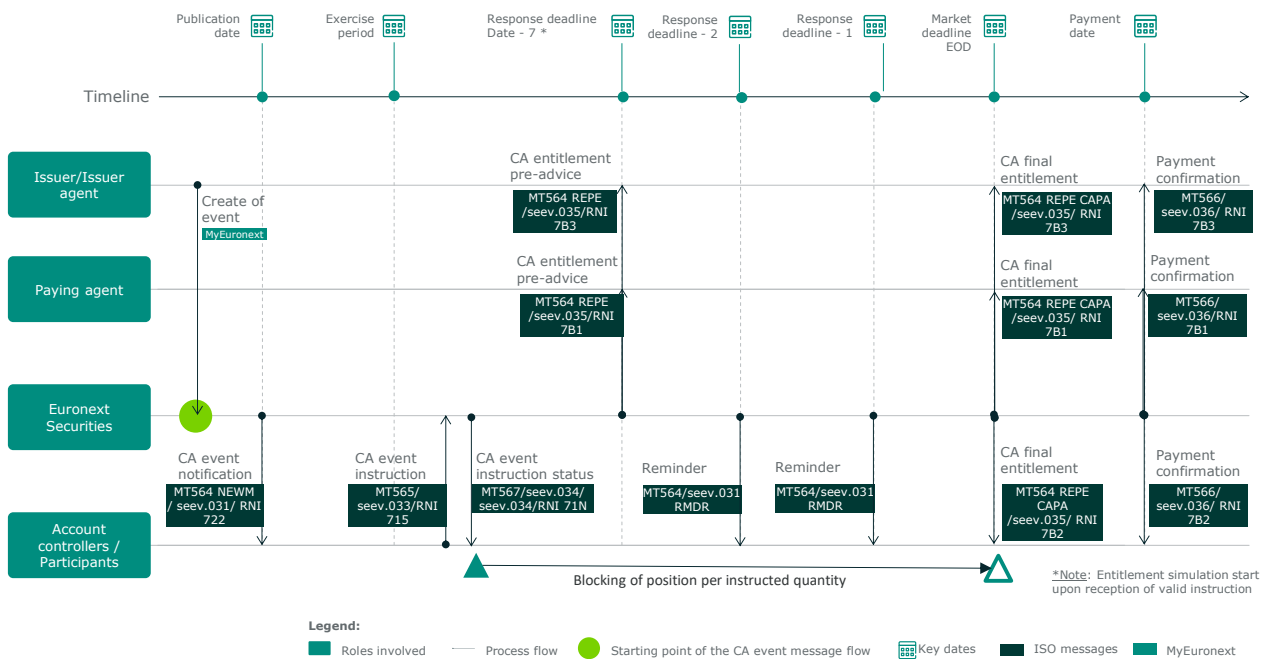 Publication
date
Exercise
period
Response deadline
Date - 7 *
Response
deadline - 2
Response
deadline - 1
Market
deadline
EOD
Payment
date
Timeline
Issuer/Issuer
agent
Create of
event
MyEuronext
CA entitlement
pre-advice
MT564 REPE
/seev.035/RNI
7B3
CA final
entitlement
MT564 REPE CAPA
/seev.035/ RNI
7B3
Payment
confirmation
MT566/
seev.036/ RNI
7B3
Paying agent
CA entitlement
pre-advice
MT564 REPE
/seev.035/RNI
7B1
CA final
entitlement
MT564 REPE CAPA
/seev.035/ RNI
7B1
Payment
confirmation
MT566/
seev.036/RNI
7B1
Euronext
Securities
CA event
notification
MT564 NEWM
/ seev.031/ RNI
722
CA event
instruction
MT565/
seev.033/RNI
715
CA event
instruction status
MT567/seev.034/
seev.034/RNI 71N
Reminder
MT564/seev.031
RMDR
Reminder
MT564/seev.031
RMDR
CA final
entitlement
MT564 REPE
CAPA
/seev.035/ RNI
7B2
Payment
confirmation
MT566/
seev.036/ RNI
7B2
Account
controllers /
Participants
Blocking of position per instructed quantity
*Note: Entitlement simulation start
upon reception of valid instruction
Legend:
Roles involved
Process flow
Starting point of the CA event message flow
Key dates
ISO messages
MyEuronext